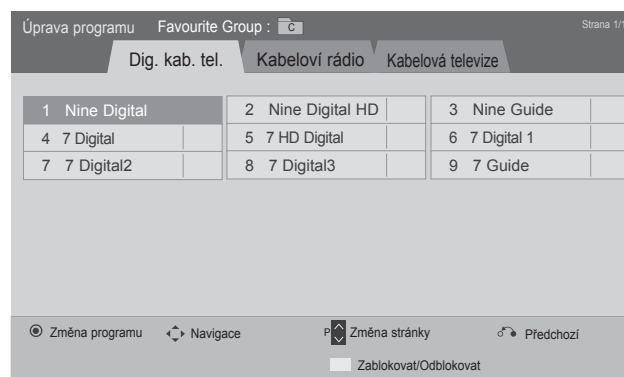 Úprava programu Favourite Group : C Strana 1/1
Dig. kab. tel. Kabeloví rádio Kabelová televize
1 Nine Digital 2 Nine Digital HD 3 Nine Guide
4 7 Digital 5 7 HD Digital 6 7 Digital 1
7 7 Digital2 8 7 Digital3 9 7 Guide
Změna programu Navigace P Změna stránky Předchozí
Zablokovat/Odblokovat